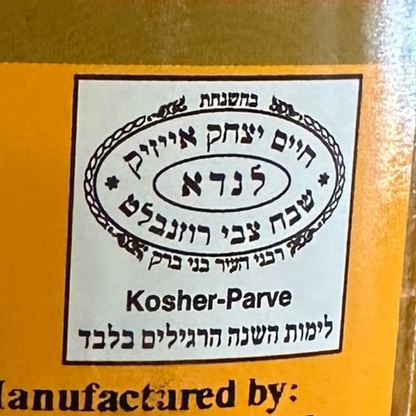 בהשגחת
חיים יצחק אייזיק
לנדא
שבח צבי רוזנבלט
רבני העיר בני ברק
Kosher-Parve
לימות השנה הרגילים בלבד
Manufactured by: